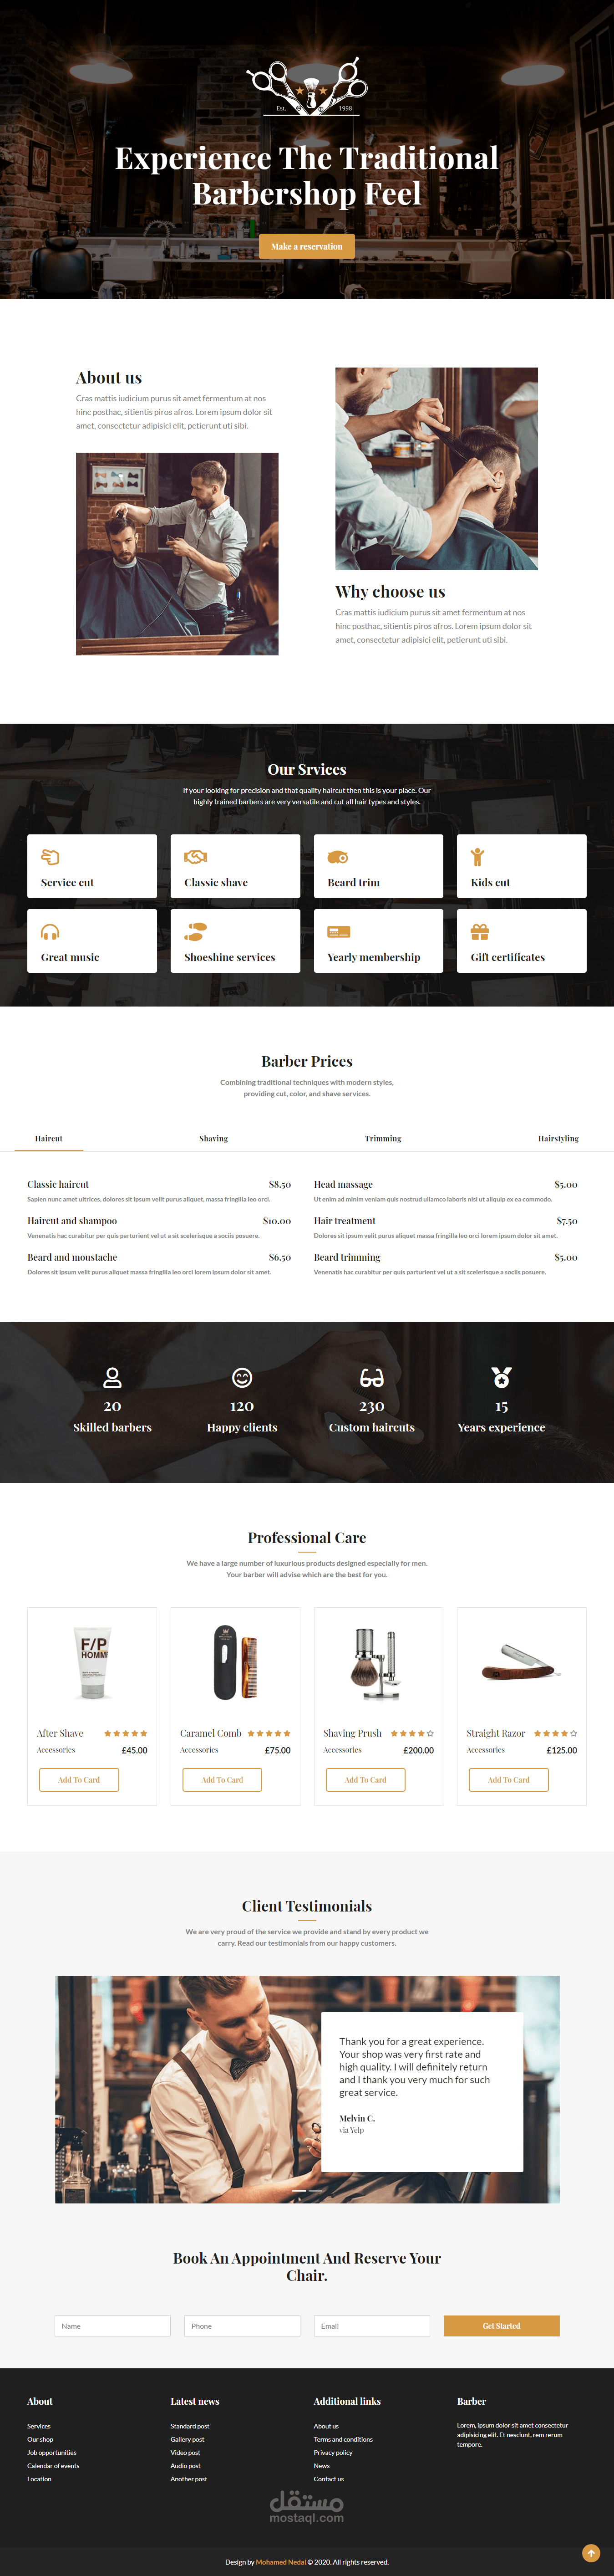 Est.
1998
Experience The Traditional
Barbershop Feel
Make a reservation
About us
Cras mattis iudicium purus sit amet fermentum at nos
hinc posthac, sitientis piros afros. Lorem ipsum dolor sit
amet, consectetur adipisici elit, petierunt uti sibi.
Why choose us
Cras mattis iudicium purus sit amet fermentum at nos
hinc posthac, sitientis piros afros. Lorem ipsum dolor sit
amet, consectetur adipisici elit, petierunt uti sibi.
Our Srvices
If your looking for precision and that quality haircut then this is your place. Our
highly trained barbers are very versatile and cut all hair types and styles.
Service cut
Classic shave
Beard trim
Kids cut
Great music
Shoeshine services
Yearly membership
Gift certificates
Barber Prices
Combining traditional techniques with modern styles,
providing cut, color, and shave services.
Haircut
Shaving
Trimming
Hairstyling
Classic haircut $8.50
Sapien nunc amet ultrices, dolores sit ipsum velit purus aliquet, massa fringilla leo orci.
Haircut and shampoo $10.00
Venenatis hac curabitur per quis parturient vel ut a sit scelerisque a sociis posuere.
Beard and moustache $6.50
Dolores sit ipsum velit purus aliquet massa fringilla leo orci lorem ipsum dolor sit amet.
Head massage $5.00
Ut enim ad minim veniam quis nostrud ullamco laboris nisi ut aliquip ex ea commodo.
Hair treatment $7.50
Dolores sit ipsum velit purus aliquet massa fringilla leo orci lorem ipsum dolor sit amet.
Beard trimming $5.00
Venenatis hac curabitur per quis parturient vel ut a sit scelerisque a sociis posuere.
20
Skilled barbers
120
Happy clients
230
Custom haircuts
15
Years experience
Professional Care
We have a large number of luxurious products designed especially for men.
Your barber will advise which are the best for you.
F/P
HOMM
After Shave
Accessories £45.00
Add To Card
Caramel Comb
Accessories £75.00
Add To Card
Shaving Prush
Accessories £200.00
Add To Card
Straight Razor
Accessories £125.00
Add To Card
Client Testimonials
We are very proud of the service we provide and stand by every product we
carry. Read our testimonials from our happy customers.
Thank you for a great experience.
Your shop was very first rate and
high quality. I will definitely return
and I thank you very much for such
great service.
Melvin C.
via Yelp
Book An Appointment And Reserve Your
Chair.
Name
Phone
Email
Get Started
About
Services
Our shop
Job opportunities
Calendar of events
Location
Latest news
Standard post
Gallery post
Video post
Audio post
Another post
Additional links
About us
Terms and conditions
Privacy policy
News
Contact us
Barber
Lorem, ipsum dolor sit amet consectetur
adipisicing elit. Et nesciunt, rem rerum
tempore.
مستقل
mostaql.com
Design by Mohamed Nedal © 2020. All rights reserved.